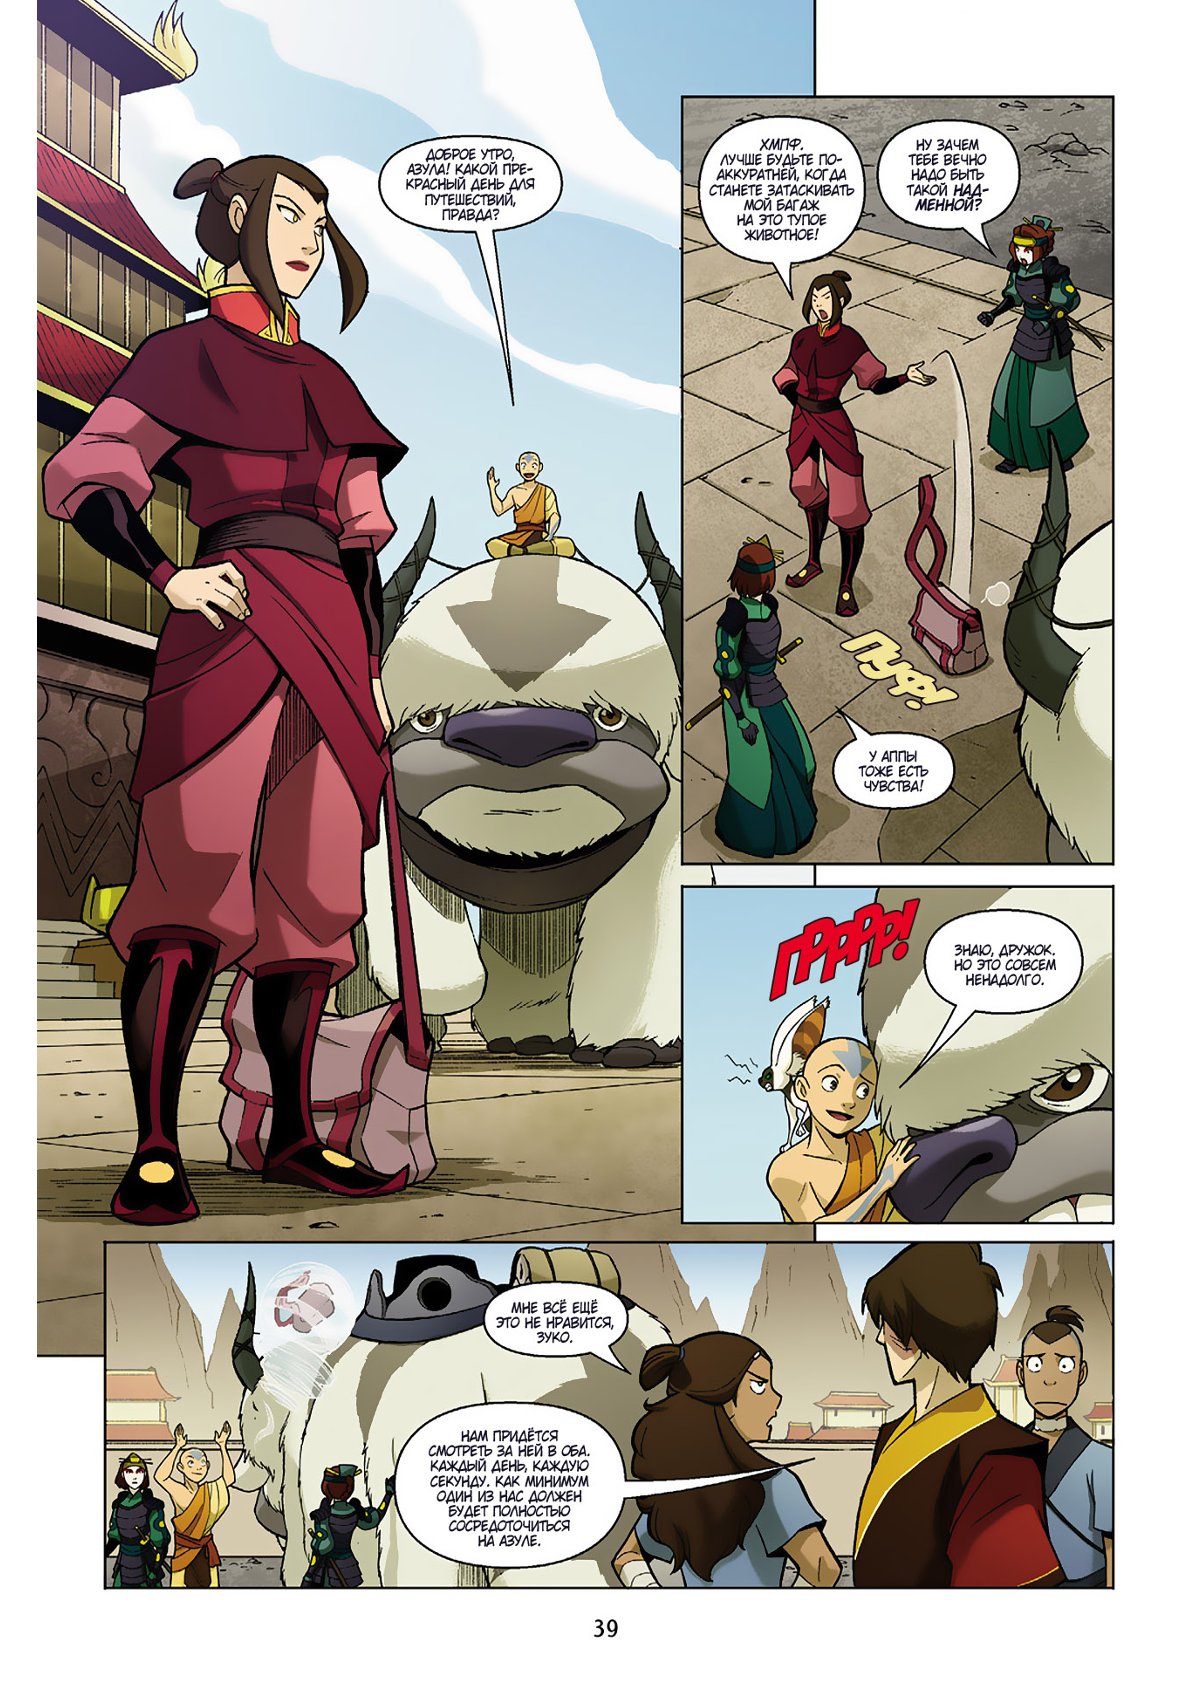 ДОБРОЕ УТРО,
АЗУЛА! КАКОЙ ПРЕ-
КРАСНЫЙ ДЕНЬ ДЛЯ
ПУТЕШЕСТВИЙ,
ПРАВДА?
ХМПФ.
ЛУЧШЕ БУДЬТЕ ПО-
АККУРАТНЕЙ, КОГДА
СТАНЕТЕ ЗАТАСКИВАТЬ
МОЙ БАГАЖ
НА ЭТО ТУПОЕ
ЖИВОТНОЕ!
НУ ЗАЧЕМ
ТЕБЕ ВЕЧНО
НАДО БЫТЬ
ТАКОЙ НАД-
МЕННОЙ?
ПУФ!
У АППЫ
ТОЖЕ ЕСТЬ
ЧУВСТВА!
ГРРРР!
ЗНАЮ, ДРУЖОК.
НО ЭТО СОВСЕМ
НЕНАДОЛГО.
МНЕ ВСЁ ЕЩЁ
ЭТО НЕ НРАВИТСЯ,
ЗУКО.
НАМ ПРИДЁТСЯ
СМОТРЕТЬ ЗА НЕЙ В ОБА.
КАЖДЫЙ ДЕНЬ, КАЖДУЮ
СЕКУНДУ. КАК МИНИМУМ
ОДИН ИЗ НАС ДОЛЖЕН
БУДЕТ ПОЛНОСТЬЮ
СОСРЕДОТОЧИТЬСЯ
НА АЗУЛЕ.
39